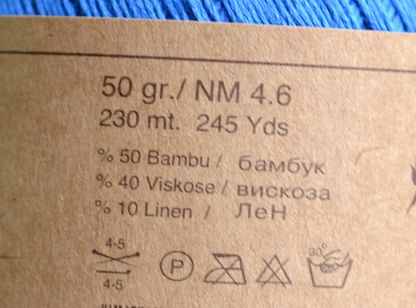 50 gr./ NM 4.6
230 mt. 245 Yds
% 50 Bambu / бамбук
% 40 Viskose / вискоза
% 10 Linen / ЛеН
4-5 P 30°
4-5